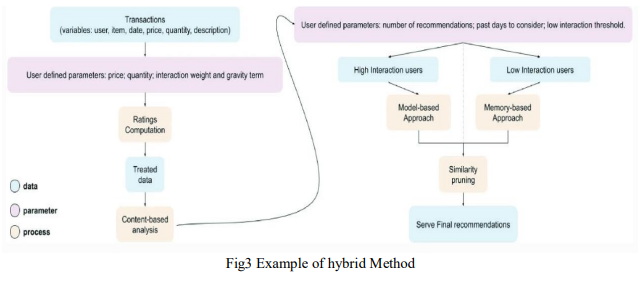 Transactions
(variables: user, item, date, price, quantity, description)
User defined parameters: price; quantity; interaction weight and gravity term
Ratings
Computation
Treated
data
Content-based
analysis
data
parameter
process
User defined parameters: number of recommendations; past days to consider; low interaction threshold.
High Interaction users
Low Interaction users
Model-based
Approach
Memory-based
Approach
Similarity
pruning
Serve Final recommendations
Fig3 Example of hybrid Method